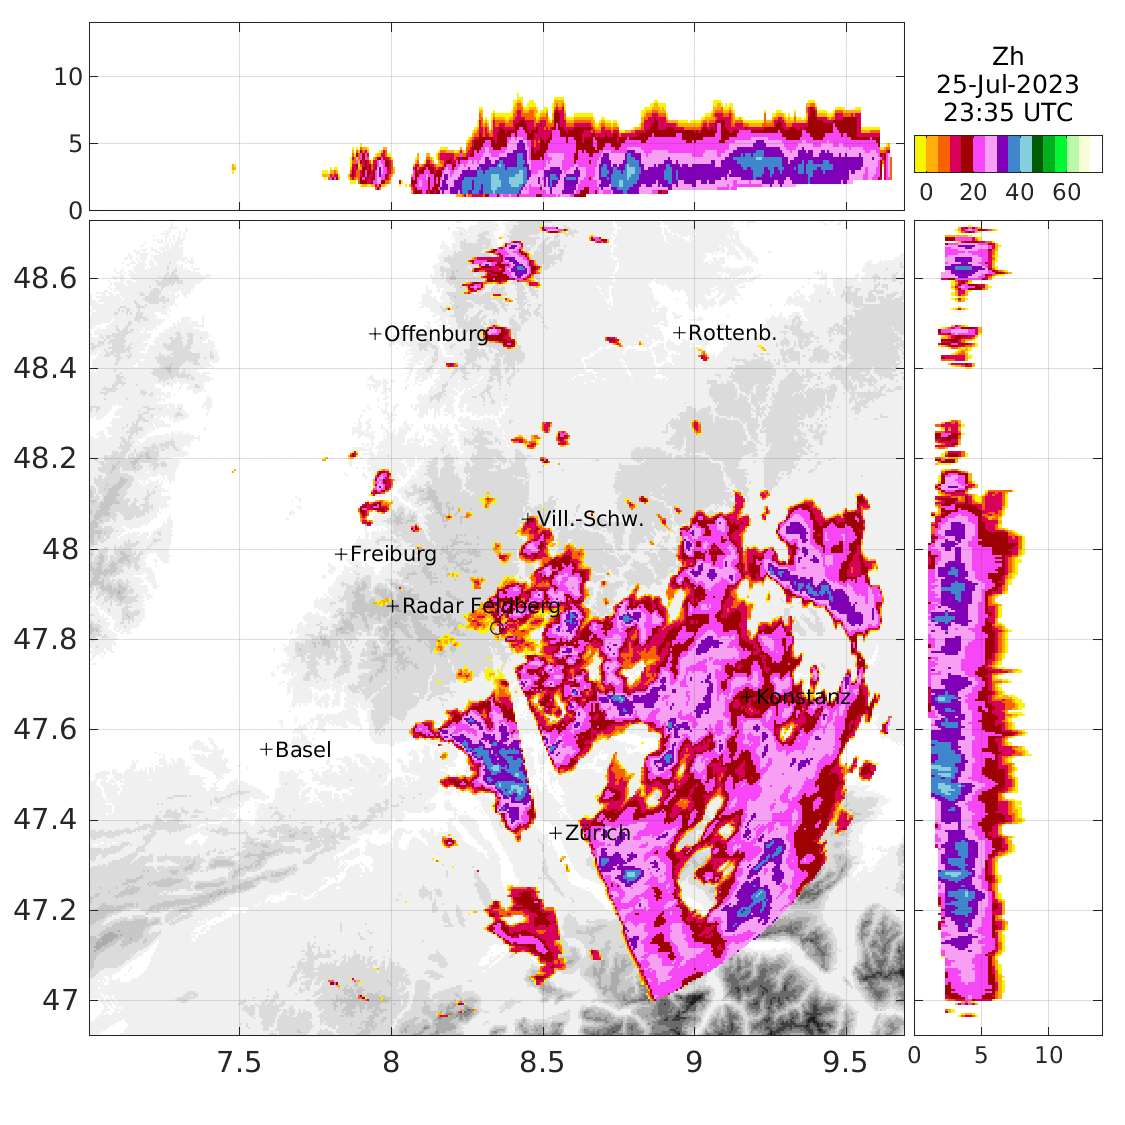 Zh
25-Jul-2023
23:35 UTC
0 20 40 60
10
5
0
48.6
48.4
48.2
48
47.8
47.6
47.4
47.2
47
+Offenburg
+Rottenb.
+Vill.-Schw.
+Freiburg
+Radar Feldberg
+Konstanz
+Basel
+Zürich
7.5 8 8.5 9 9.5
0 5 10